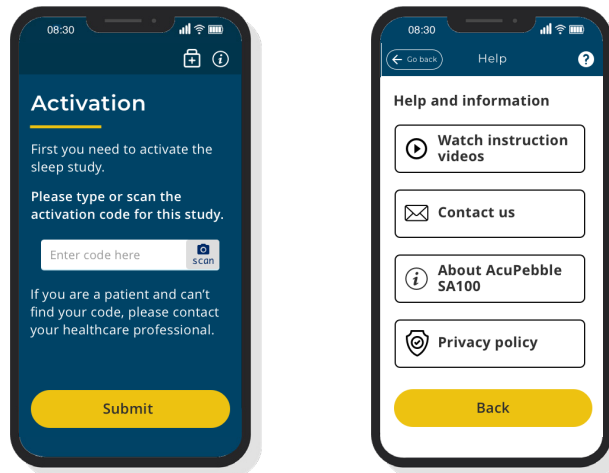 08:30
Activation
First you need to activate the
sleep study.
Please type or scan the
activation code for this study.
Enter code here
scan
If you are a patient and can't
find your code, please contact
your healthcare professional.
Submit
08:30
Go back
Help
?
Help and information
Watch instruction
videos
Contact us
About AcuPebble
SA100
Privacy policy
Back